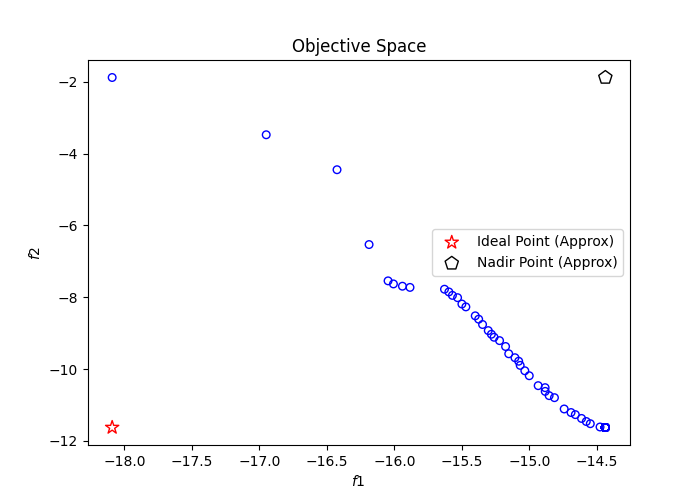 Objective Space
f2
−2
−4
−6
−8
−10
−12
Ideal Point (Approx)
Nadir Point (Approx)
−18.0 −17.5 −17.0 −16.5 −16.0 −15.5 −15.0 −14.5
f1